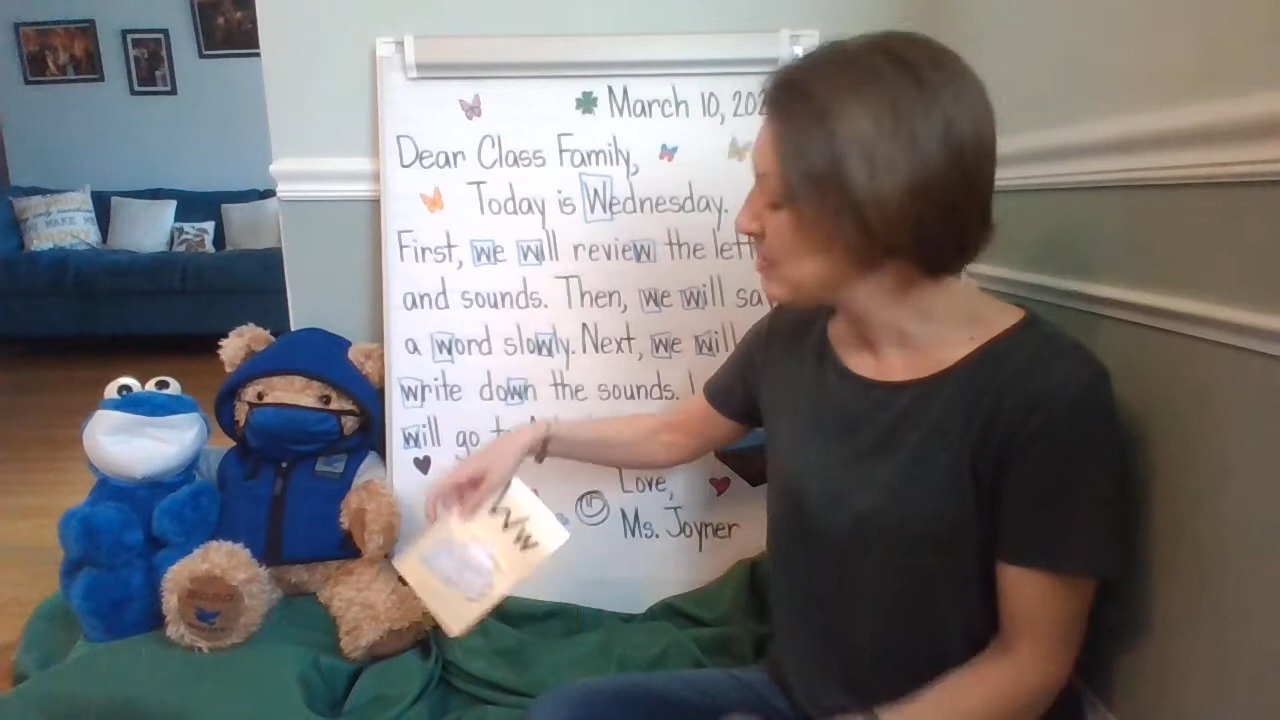 March 10, 202
Dear Class Family,
Today is Wednesday.
First, we will review the lett
and sounds. Then, we will sa
a word slowly. Next, we will
write down the sounds. I
will go
Love,
Ms. Joyner
Ww